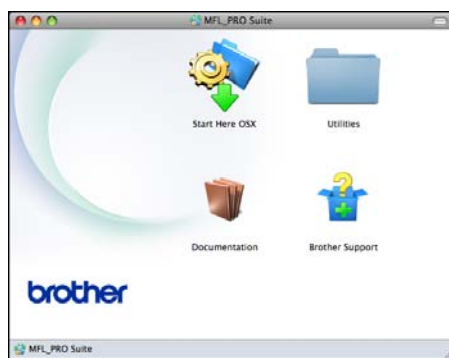 MFL_PRO Suite
Start Here OSX
Utilities
?
Documentation
Brother Support
brother
MFL_PRO Suite